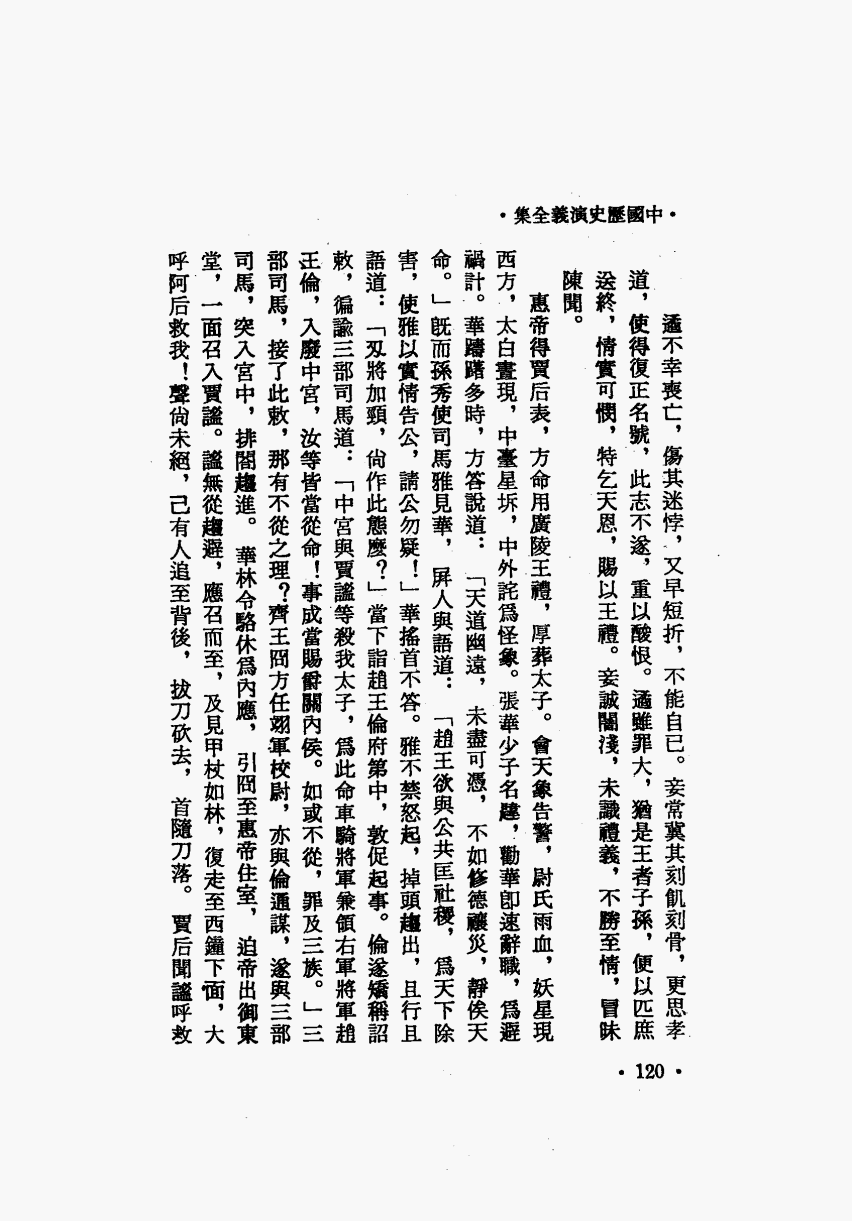 ·中國歷史演義全集·
遹不幸喪亡，傷其迷悖，又早短折，不能自已。妾常冀其刻飢刻骨，更思孝
道，使得復正名號，此志不遂，重以酸恨。遹雖罪大，猶是王者子孫，便以匹庶
送終，情實可憫，特乞天恩，賜以王禮。妾誠闇淺，未識禮義，不勝至情，冒昧
陳聞。
惠帝得賈后表，方命用廣陵王禮，厚葬太子。會天象告警，尉氏雨血，妖星現
西方，太白晝現，中臺星坼，中外詫爲怪象。張華少子名韙，勸華卽速辭職，爲避
禍計。華躊躇多時，方答說道：「天道幽遠，未盡可憑，不如修德禳災，靜俟天
命。」旣而孫秀使司馬雅見華，屏人與語道：「趙王欲與公共匡社稷，爲天下除
害，使雅以實情告公，請公勿疑！」華搖首不答。雅不禁怒起，掉頭趨出，且行且
語道：「刄將加頸，尙作此態麼？」當下詣趙王倫府第中，敦促起事。倫遂矯稱詔
敕，徧諭三部司馬道：「中宮與賈謐等殺我太子，爲此命車騎將軍兼領右軍將軍趙
王倫，入廢中宮，汝等皆當從命！事成當賜爵關內侯。如或不從，罪及三族。」三
部司馬，接了此敕，那有不從之理？齊王冏方任翊軍校尉，亦與倫通謀，遂與三部
司馬，突入宮中，排閤趨進。華林令駱休爲內應，引冏至惠帝住室，迫帝出御東
堂，一面召入賈謐。謐無從趨避，應召而至，及見甲杖如林，復走至西鐘下面，大
呼阿后救我！聲尙未絕，已有人追至背後，拔刀砍去，首隨刀落。賈后聞謐呼救
·120·